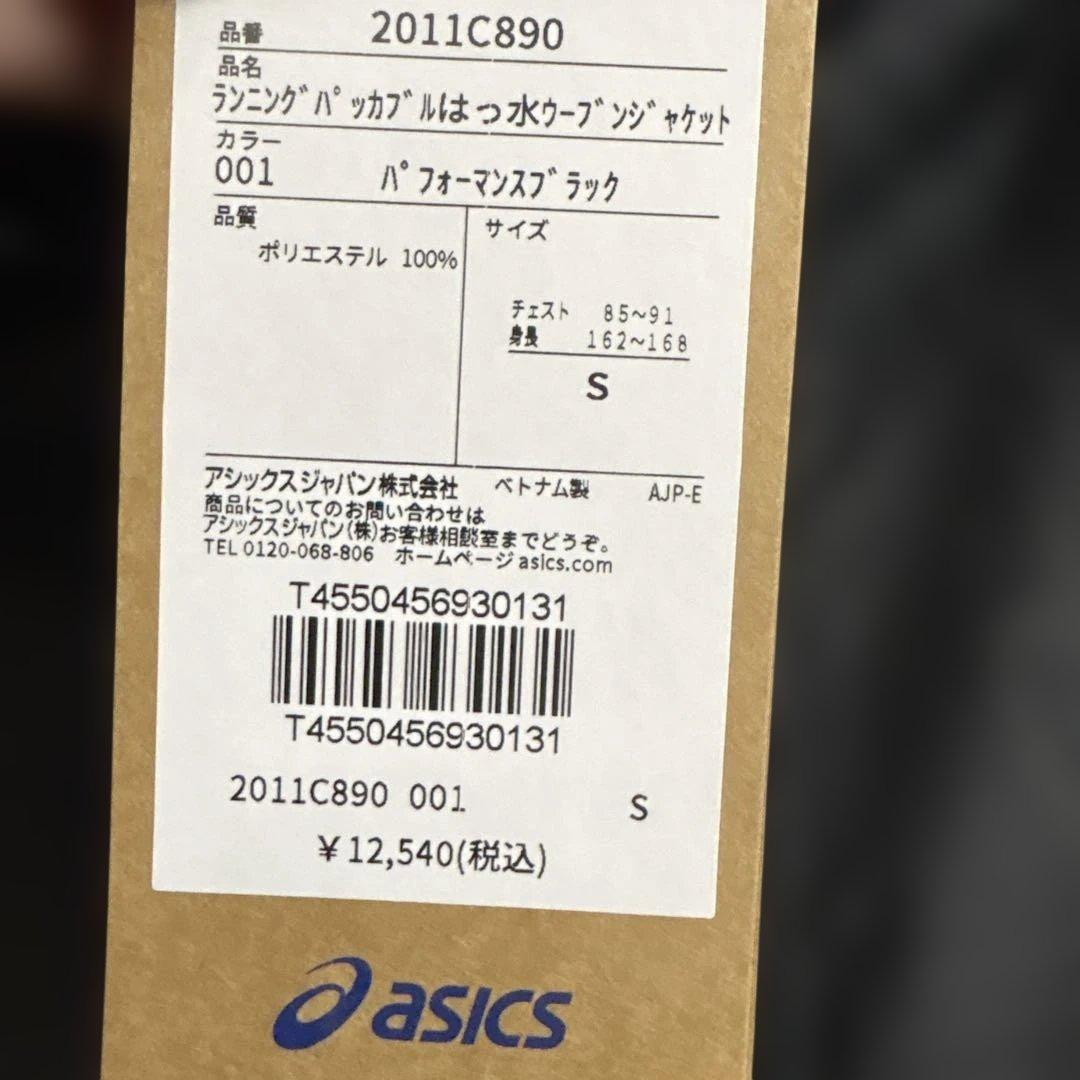 品番 2011C890
品名
ランニングパッカブルはっ水ウーブンジャケット
カラー
001 パフォーマンスブラック
品質
ポリエステル 100%
サイズ
チェスト 85~91
身長 162~168
S
アシックスジャパン株式会社 ベトナム製 AJP-E
商品についてのお問い合わせは
アシックスジャパン(株)お客様相談室までどうぞ。
TEL 0120-068-806 ホームページ asics.com
T4550456930131
T4550456930131
2011C890 001 S
¥12,540(税込)
asics